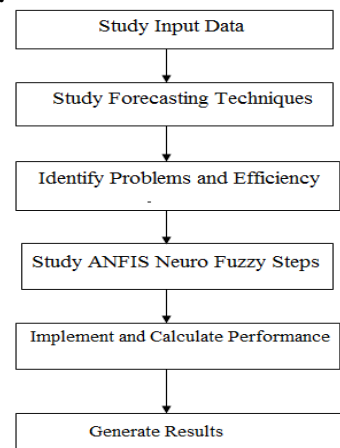 Study Input Data
Study Forecasting Techniques
Identify Problems and Efficiency
Study ANFIS Neuro Fuzzy Steps
Implement and Calculate Performance
Generate Results